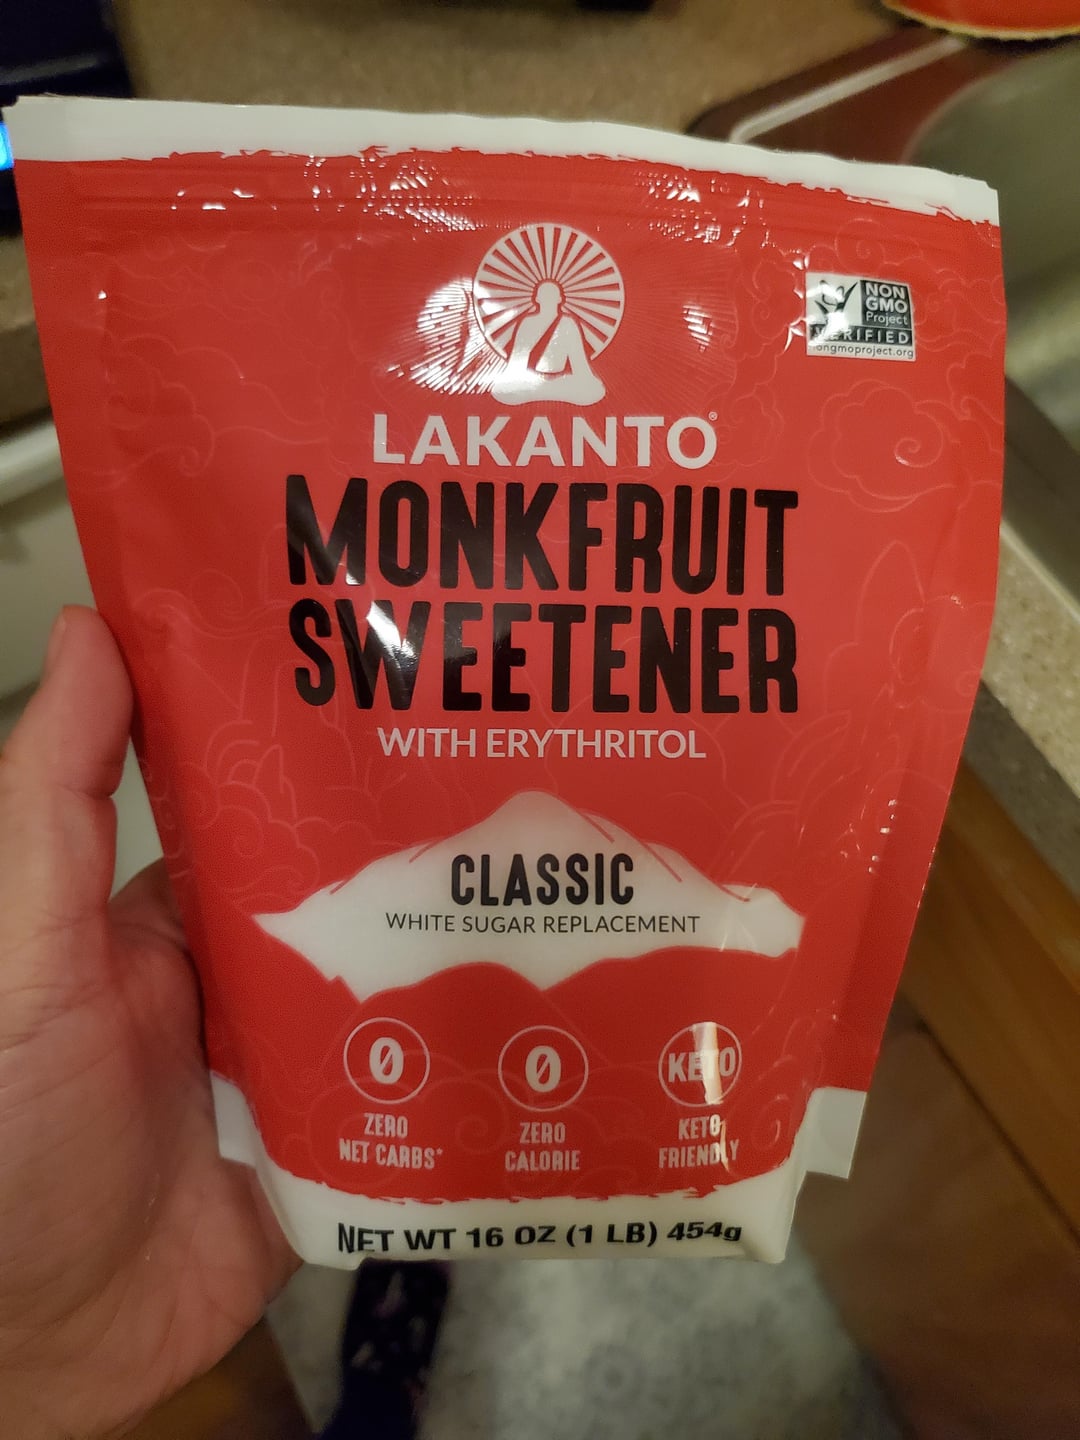 NON
GMO
Project
VERIFIED
nongmoproject.org
LAKANTO®
MONKFRUIT
SWEETENER
WITH ERYTHRITOL
CLASSIC
WHITE SUGAR REPLACEMENT
0
ZERO
NET CARBS*
0
ZERO
CALORIE
KETO
KETO
FRIENDLY
NET WT 16 OZ (1 LB) 454g